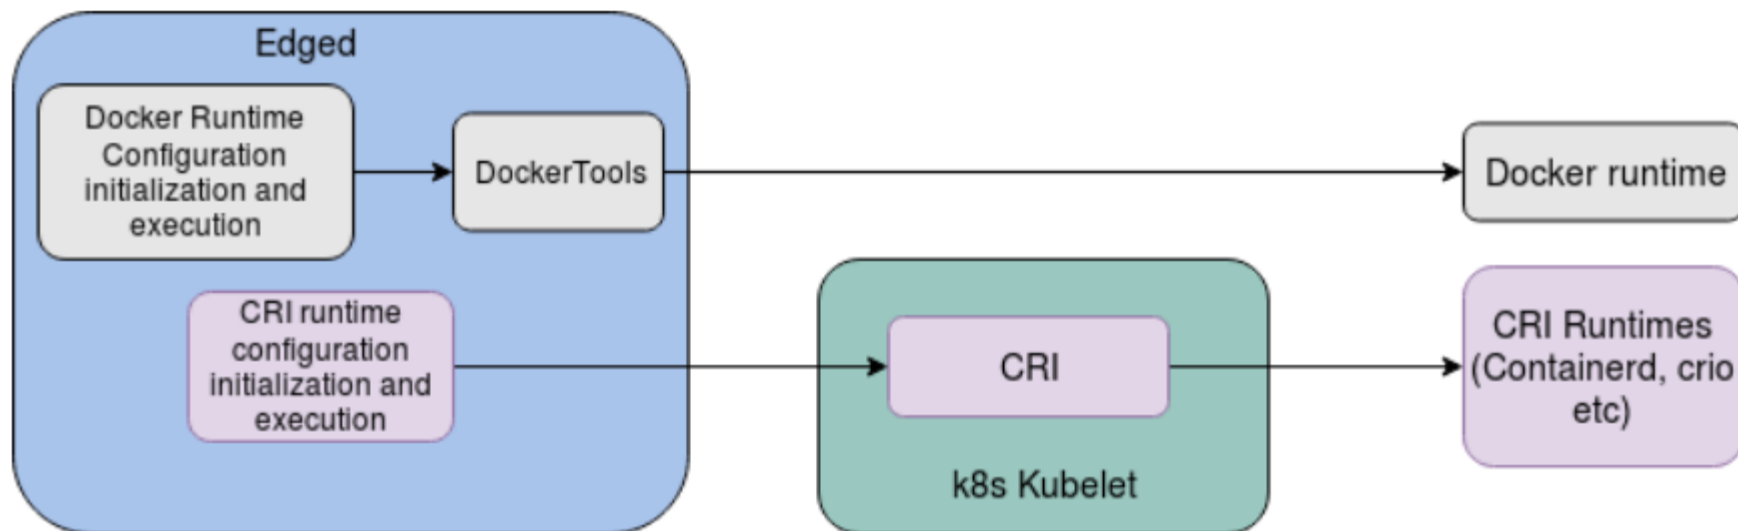 Edged
Docker Runtime
Configuration
initialization and
execution
DockerTools
Docker runtime
CRI runtime
configuration
initialization and
execution
CRI
k8s Kubelet
CRI Runtimes
(Containerd, crio
etc)